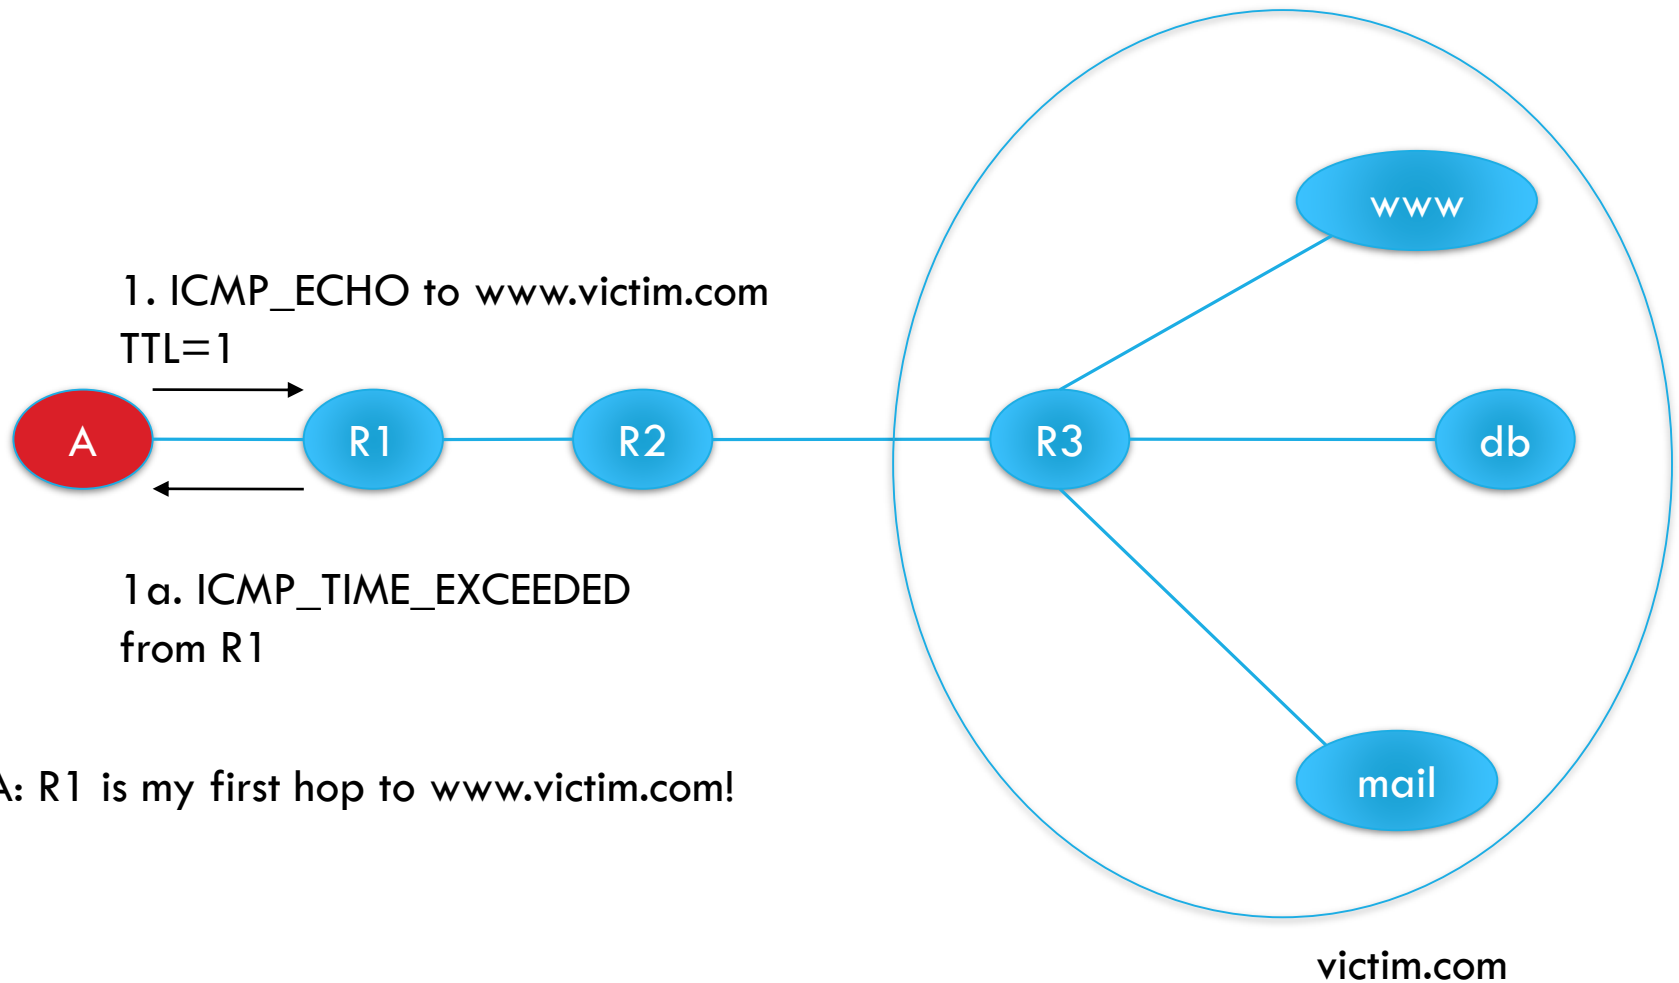 www
1. ICMP_ECHO to www.victim.com
TTL=1
A
R1
R2
R3
db
1a. ICMP_TIME_EXCEEDED
from R1
A: R1 is my first hop to www.victim.com!
mail
victim.com